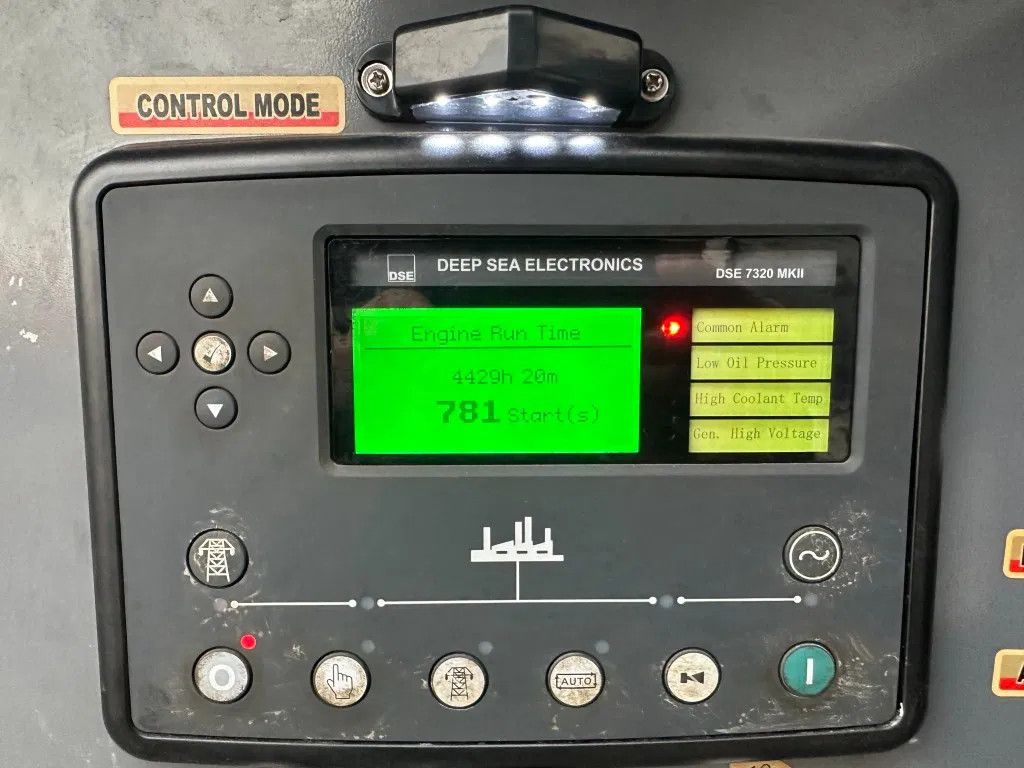 CONTROL MODE
DSE
DEEP SEA ELECTRONICS
DSE 7320 MKII
Engine Run Time
4429h 20m
781 Start(s)
Common Alarm
Low Oil Pressure
High Coolant Temp
Gen. High Voltage
AUTO